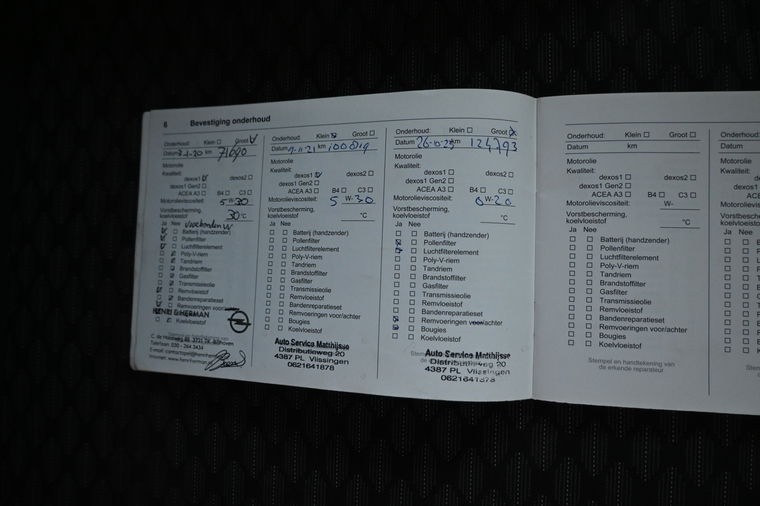 6 Bevestiging onderhoud
Onderhoud: Klein ☐ Groot ☑
Datum km 71690
Motorolie
Kwaliteit:
dexos1 ☑ dexos2 ☐
dexos1 Gen2 ☐
ACEA A3 ☐ B4 ☐ C3 ☐
Motorolieviscositeit: 5 W- 30
Vorstbescherming,
koelvloeistof 30 °C
Ja Nee
Batterij (handzender)
Pollenfilter
Luchtfilterelement
Poly-V-riem
Tandriem
Brandstoffilter
Gasfilter
Transmissieolie
Remvloeistof
Bandenreparatieset
Remvoeringen voor/achter
Koelvloeistof
HENRI & HERMAN
Onderhoud: Klein ☑ Groot ☐
Datum km
Motorolie
Kwaliteit:
dexos1 ☑ dexos2 ☐
dexos1 Gen2 ☐
ACEA A3 ☐ B4 ☐ C3 ☐
Motorolieviscositeit: 5 W- 30
Vorstbescherming,
koelvloeistof °C
Ja Nee
Batterij (handzender)
Pollenfilter
Luchtfilterelement
Poly-V-riem
Tandriem
Brandstoffilter
Gasfilter
Transmissieolie
Remvloeistof
Bandenreparatieset
Remvoeringen voor/achter
Bougies
Koelvloeistof
Auto Service Matthijsse
Distributieweg 20
4387 PL Vlissingen
0621641878
Onderhoud: Klein ☐ Groot ☒
Datum km 124793
Motorolie
Kwaliteit:
dexos1 ☐ dexos2 ☐
dexos1 Gen2 ☐
ACEA A3 ☐ B4 ☐ C3 ☐
Motorolieviscositeit: 0 W- 20
Vorstbescherming,
koelvloeistof °C
Ja Nee
Batterij (handzender)
Pollenfilter
Luchtfilterelement
Poly-V-riem
Tandriem
Brandstoffilter
Gasfilter
Transmissieolie
Remvloeistof
Bandenreparatieset
Remvoeringen voor/achter
Bougies
Koelvloeistof
Auto Service Matthijsse
Distributieweg 20
4387 PL Vlissingen
0621641878
Onderhoud: Klein ☐ Groot ☐
Datum km
Motorolie
Kwaliteit:
dexos1 ☐ dexos2 ☐
dexos1 Gen2 ☐
ACEA A3 ☐ B4 ☐ C3 ☐
Motorolieviscositeit: W-
Vorstbescherming,
koelvloeistof °C
Ja Nee
Batterij (handzender)
Pollenfilter
Luchtfilterelement
Poly-V-riem
Tandriem
Brandstoffilter
Gasfilter
Transmissieolie
Remvloeistof
Bandenreparatieset
Remvoeringen voor/achter
Bougies
Koelvloeistof
Stempel en handtekening van
de erkende reparateur
Onderhoud:
Datum
Motorolie
Kwaliteit:
Ja